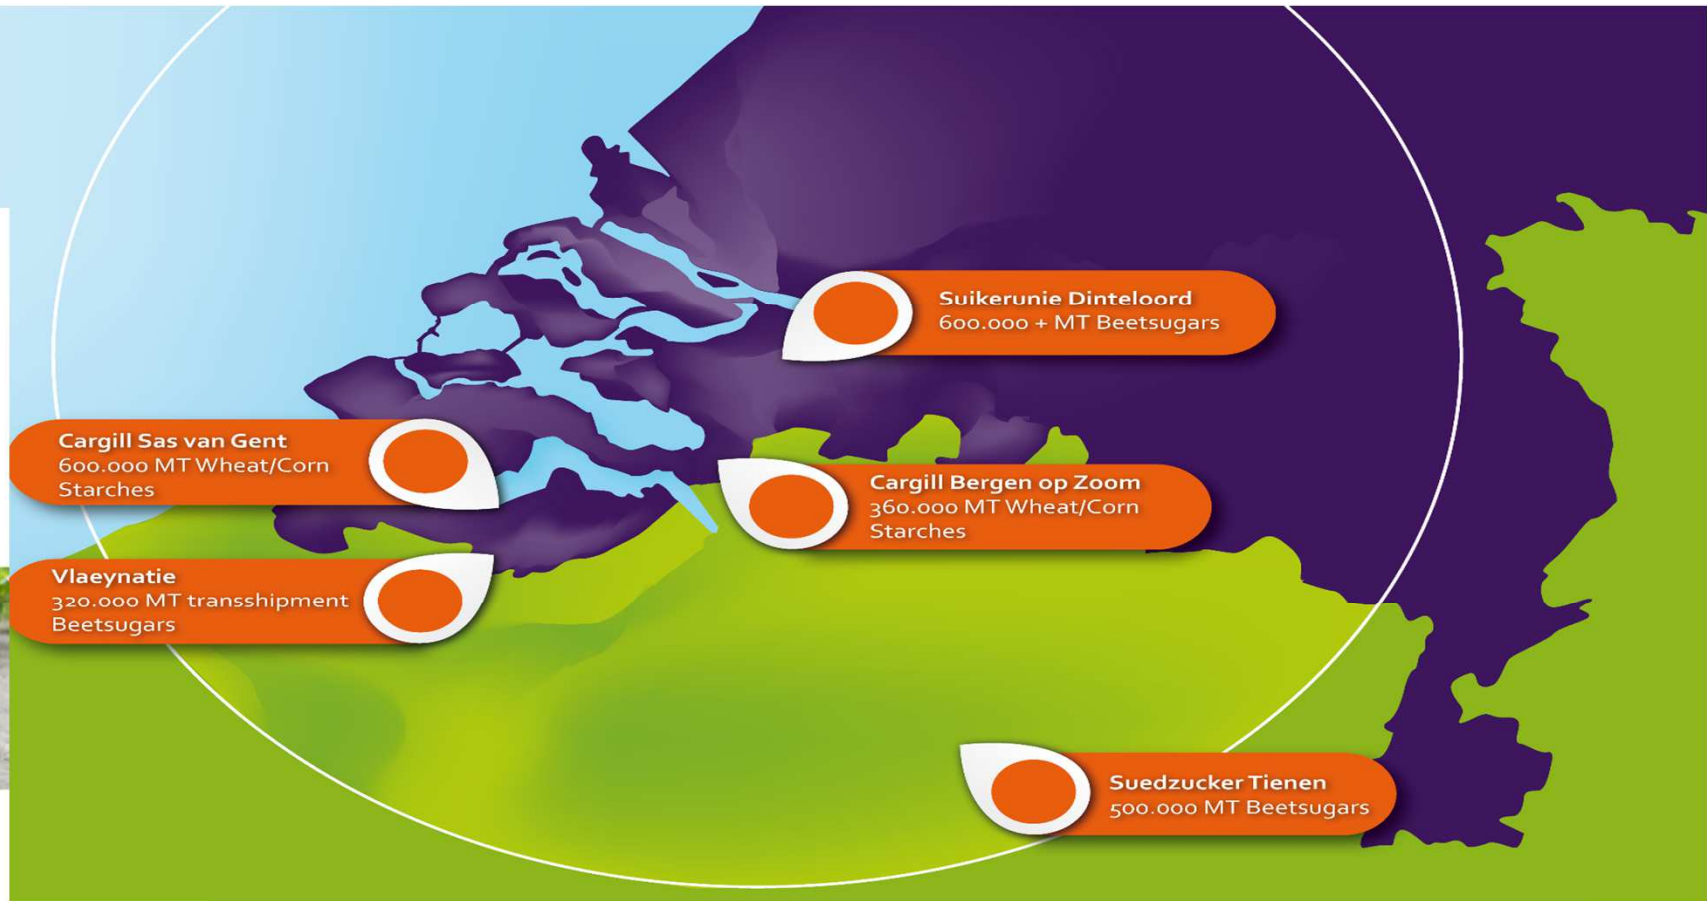 Suikerunie Dinteloord
600.000 + MT Beetsugars
Cargill Sas van Gent
600.000 MT Wheat/Corn
Starches
Cargill Bergen op Zoom
360.000 MT Wheat/Corn
Starches
Vlaeynatie
320.000 MT transshipment
Beetsugars
Suedzucker Tienen
500.000 MT Beetsugars